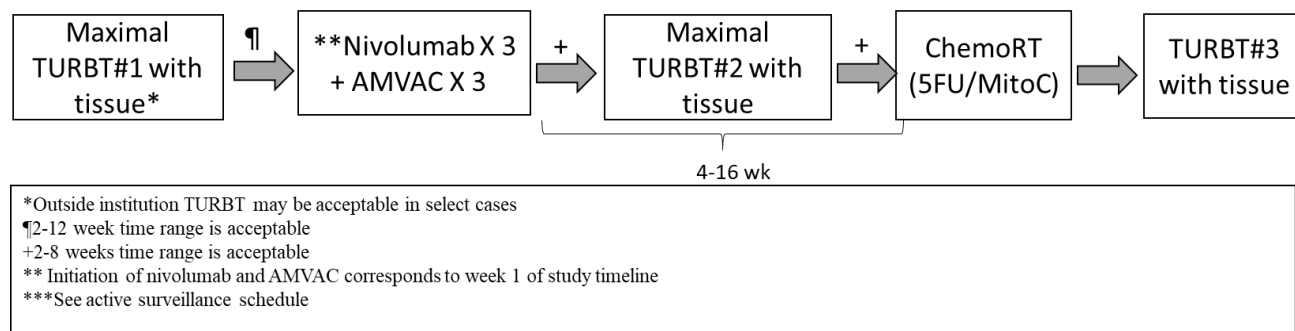 Maximal
TURBT#1 with
tissue*
¶
**Nivolumab X 3
+ AMVAC X 3
+
Maximal
TURBT#2 with
tissue
+
ChemoRT
(5FU/MitoC)
TURBT#3
with tissue
4-16 wk
*Outside institution TURBT may be acceptable in select cases
¶2-12 week time range is acceptable
+2-8 weeks time range is acceptable
** Initiation of nivolumab and AMVAC corresponds to week 1 of study timeline
***See active surveillance schedule